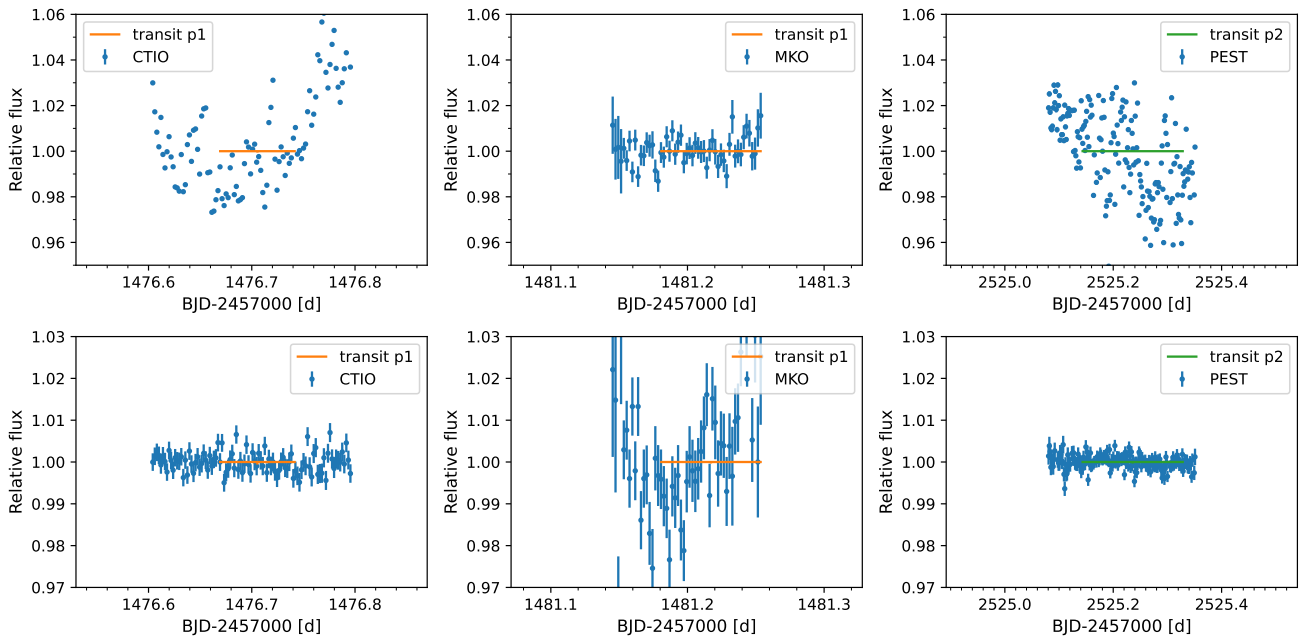 1.06
1.04
1.02
1.00
0.98
0.96
Relative flux
transit p1
CTIO
1476.6
1476.7
1476.8
BJD-2457000 [d]
1.06
1.04
1.02
1.00
0.98
0.96
Relative flux
transit p1
MKO
1481.1
1481.2
1481.3
BJD-2457000 [d]
1.06
1.04
1.02
1.00
0.98
0.96
Relative flux
transit p2
PEST
2525.0
2525.2
2525.4
BJD-2457000 [d]
1.03
1.02
1.01
1.00
0.99
0.98
0.97
Relative flux
transit p1
CTIO
1476.6
1476.7
1476.8
BJD-2457000 [d]
1.03
1.02
1.01
1.00
0.99
0.98
0.97
Relative flux
transit p1
MKO
1481.1
1481.2
1481.3
BJD-2457000 [d]
1.03
1.02
1.01
1.00
0.99
0.98
0.97
Relative flux
transit p2
PEST
2525.0
2525.2
2525.4
BJD-2457000 [d]